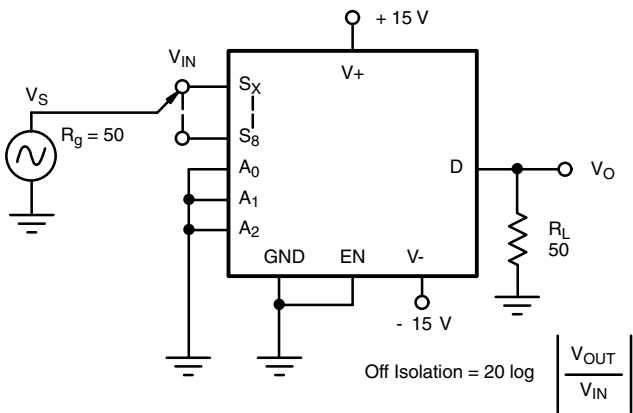 + 15 V
V_IN
V+
V_S
S_X
R_g = 50
S_8
A_0
D
V_O
A_1
A_2
R_L
50
GND
EN
V-
- 15 V
Off Isolation = 20 log
V_OUT
V_IN